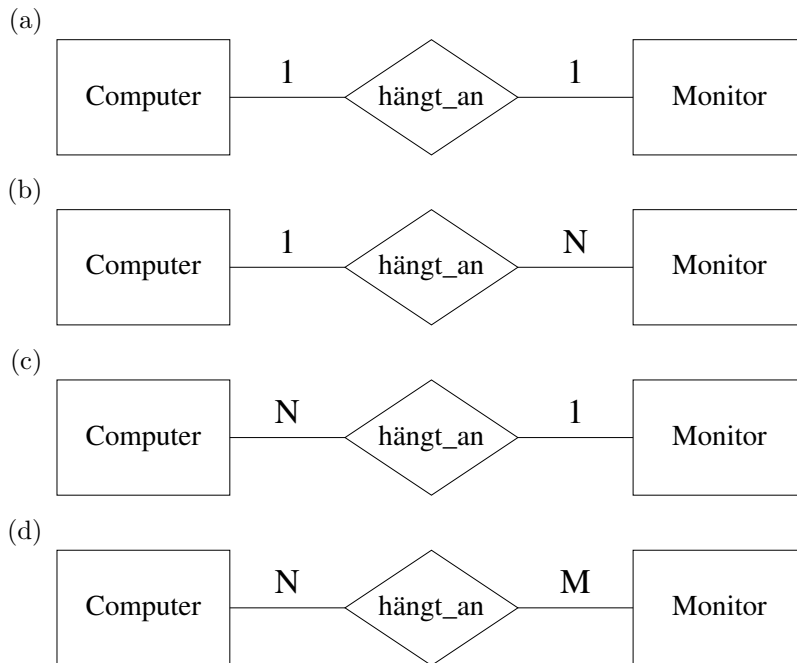 (a)
Computer 1 hängt_an 1 Monitor
(b)
Computer 1 hängt_an N Monitor
(c)
Computer N hängt_an 1 Monitor
(d)
Computer N hängt_an M Monitor